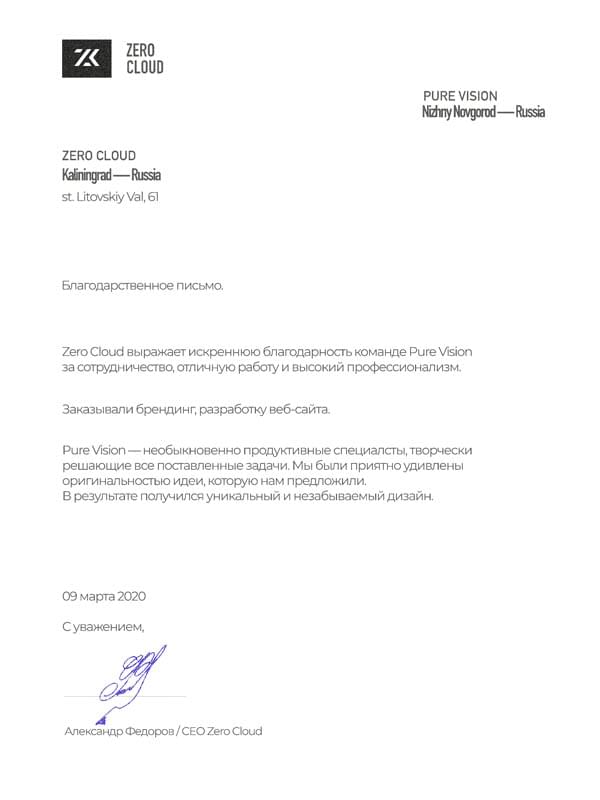 ZERO
CLOUD
PURE VISION
Nizhny Novgorod — Russia
ZERO CLOUD
Kaliningrad — Russia
st. Litovskiy Val, 61
Благодарственное письмо.
Zero Cloud выражает искреннюю благодарность команде Pure Vision
за сотрудничество, отличную работу и высокий профессионализм.
Заказывали брендинг, разработку веб-сайта.
Pure Vision — необыкновенно продуктивные специалсты, творчески
решающие все поставленные задачи. Мы были приятно удивлены
оригинальностью идеи, которую нам предложили.
В результате получился уникальный и незабываемый дизайн.
09 марта 2020
С уважением,
Александр Федоров / CEO Zero Cloud